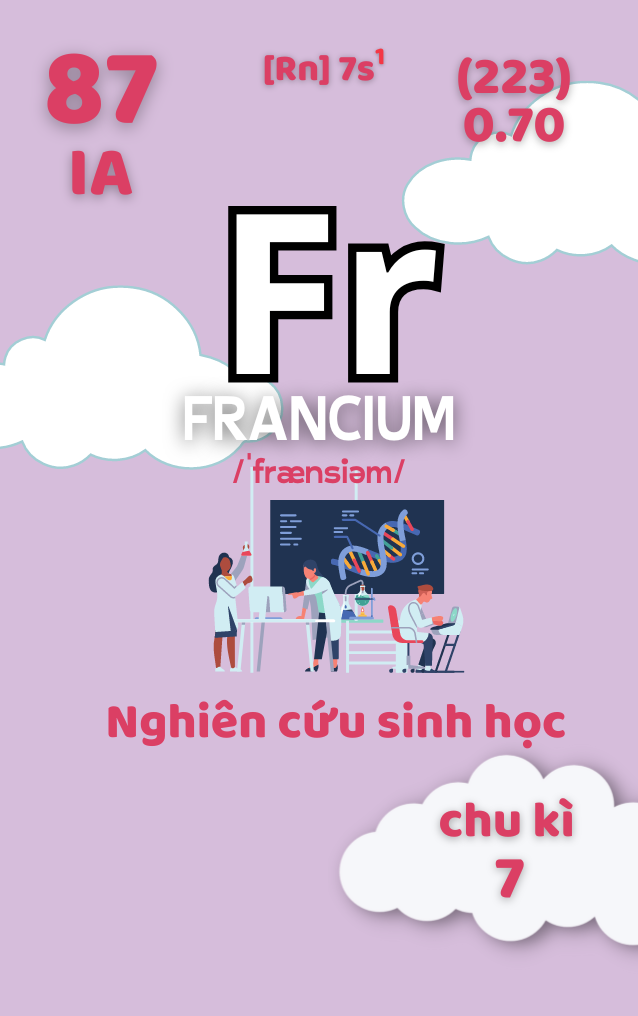 87
IA
[Rn] 7s¹
(223)
0.70
Fr
FRANCIUM
/ˈfrænsiəm/
Nghiên cứu sinh học
chu kì
7